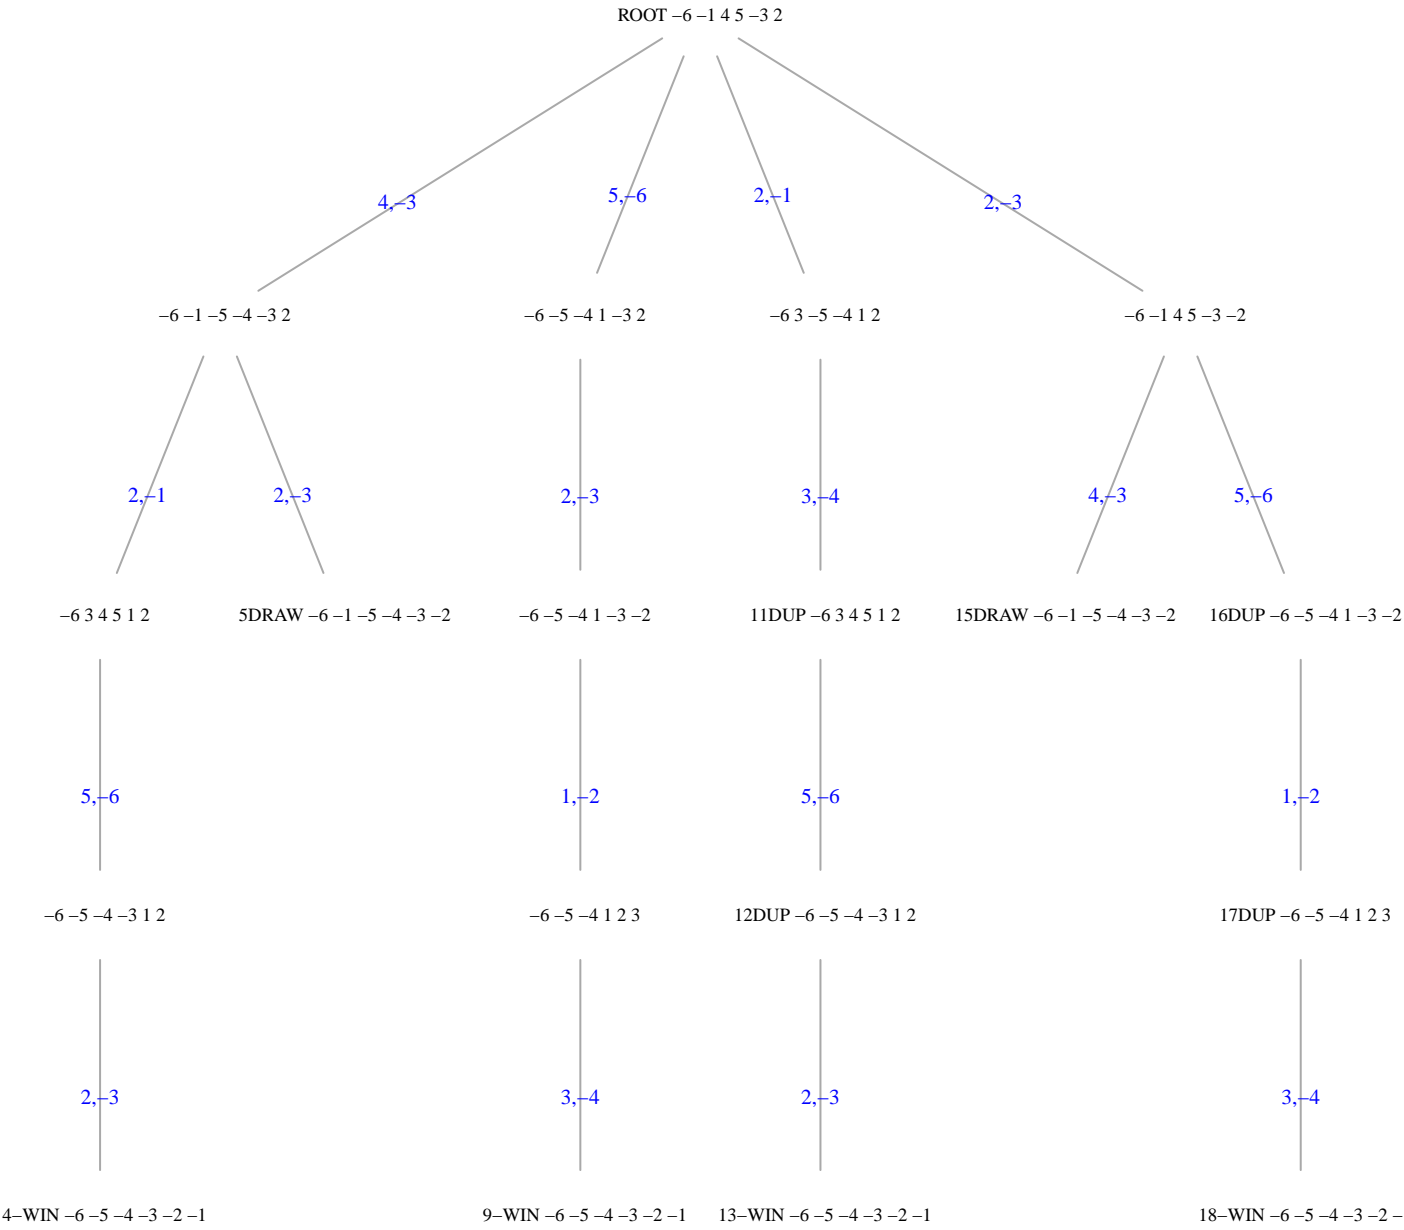 ROOT –6 –1 4 5 –3 2
4,–3
5,–6
2,–1
2,–3
–6 –1 –5 –4 –3 2
–6 –5 –4 1 –3 2
–6 3 –5 –4 1 2
–6 –1 4 5 –3 –2
2,–1
2,–3
2,–3
3,–4
4,–3
5,–6
–6 3 4 5 1 2
5DRAW –6 –1 –5 –4 –3 –2
–6 –5 –4 1 –3 –2
11DUP –6 3 4 5 1 2
15DRAW –6 –1 –5 –4 –3 –2
16DUP –6 –5 –4 1 –3 –2
5,–6
1,–2
5,–6
1,–2
–6 –5 –4 –3 1 2
–6 –5 –4 1 2 3
12DUP –6 –5 –4 –3 1 2
17DUP –6 –5 –4 1 2 3
2,–3
3,–4
2,–3
3,–4
4–WIN –6 –5 –4 –3 –2 –1
9–WIN –6 –5 –4 –3 –2 –1
13–WIN –6 –5 –4 –3 –2 –1
18–WIN –6 –5 –4 –3 –2 –